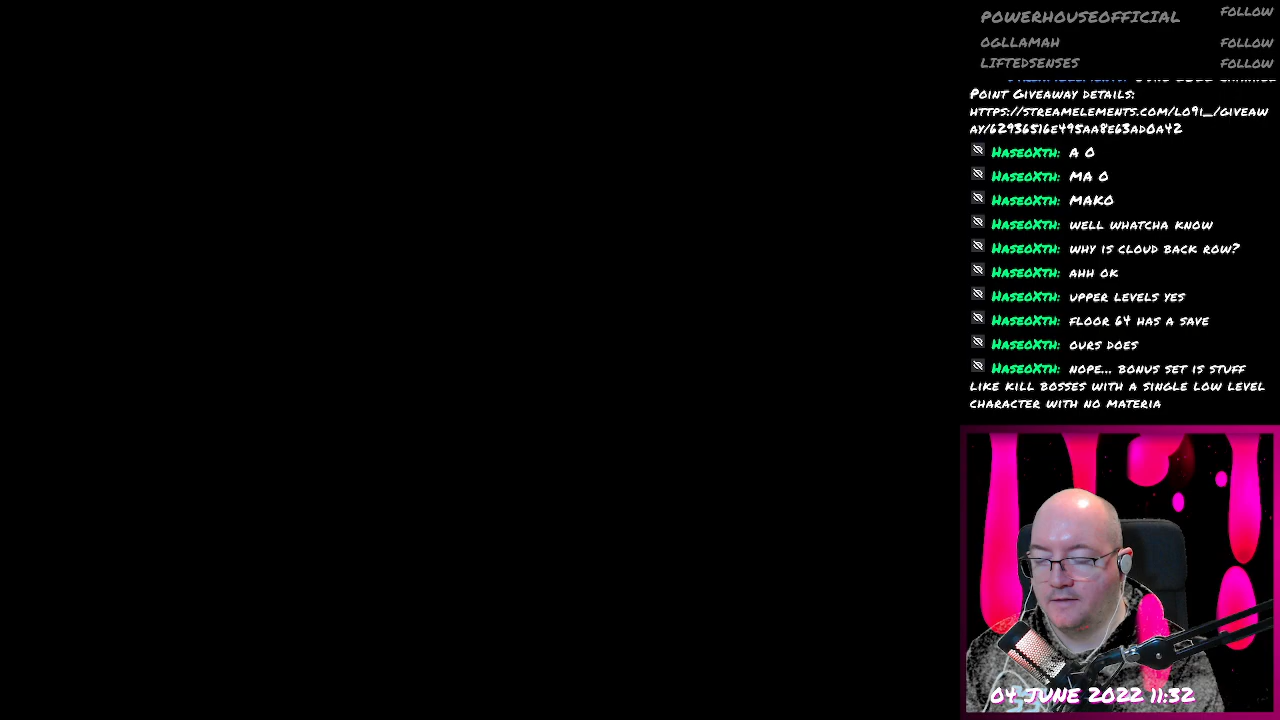 POWERHOUSEOFFICIAL FOLLOW
OGLLAMAH FOLLOW
LIFTEDSENSES FOLLOW
Point Giveaway details:
https://streamelements.com/lo9i_/giveaw
ay/62936516e495aa8e63ad0a42
HaseoXth: A O
HaseoXth: MA O
HaseoXth: MAKO
HaseoXth: well whatcha know
HaseoXth: why is cloud back row?
HaseoXth: ahh ok
HaseoXth: upper levels yes
HaseoXth: floor 64 has a save
HaseoXth: ours does
HaseoXth: nope... bonus set is stuff
like kill bosses with a single low level
character with no materia
04 JUNE 2022 11:32